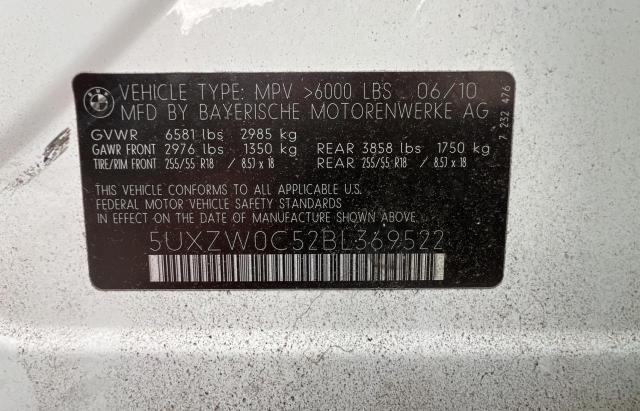 VEHICLE TYPE: MPV >6000 LBS 06/10
MFD BY BAYERISCHE MOTORENWERKE AG
GVWR 6581 lbs 2985 kg
GAWR FRONT 2976 lbs 1350 kg REAR 3858 lbs 1750 kg
TIRE/RIM FRONT 255/55 R18 / 8.5J x 18 REAR 255/55 R18 / 8.5J x 18
THIS VEHICLE CONFORMS TO ALL APPLICABLE U.S.
FEDERAL MOTOR VEHICLE SAFETY STANDARDS
IN EFFECT ON THE DATE OF MANUFACTURE SHOWN ABOVE.
5UXZW0C52BL369522
7 232 476
BMW